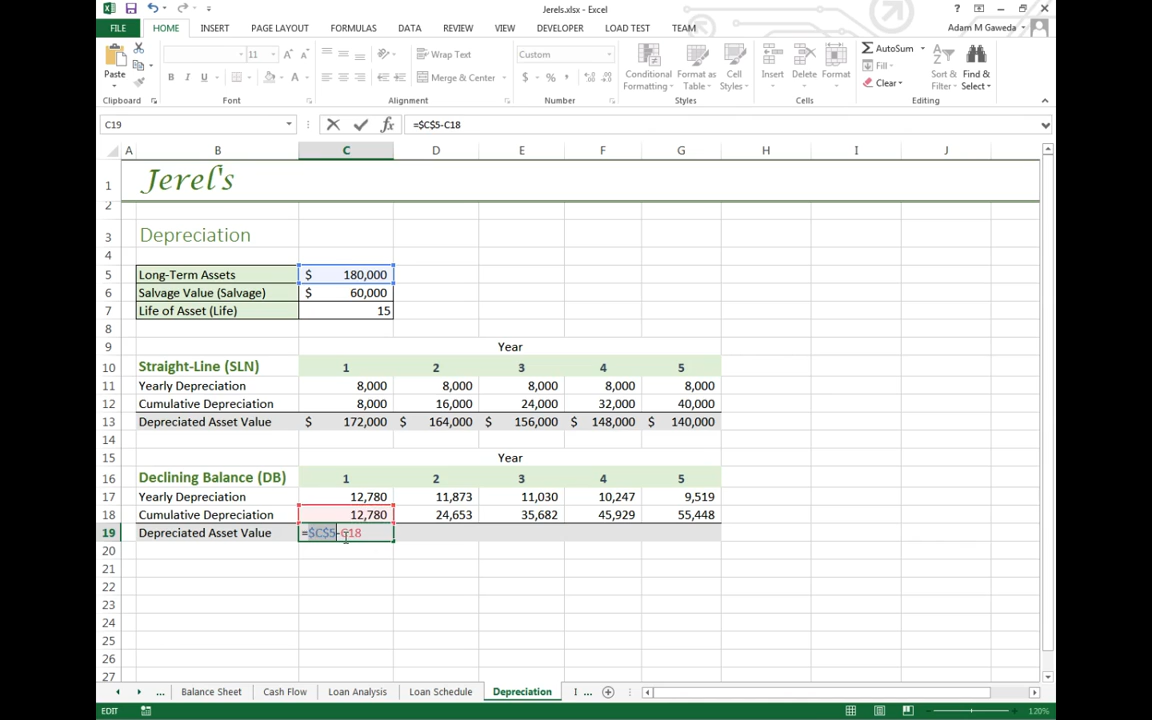 Jerels.xlsx - Excel
FILE HOME INSERT PAGE LAYOUT FORMULAS DATA REVIEW VIEW DEVELOPER LOAD TEST TEAM Adam M Gaweda
Paste
11
B I U
Wrap Text
Merge & Center
Custom
$ % ,
Conditional Formatting
Format as Table
Cell Styles
Insert Delete Format
AutoSum
Fill
Clear
Sort & Filter
Find & Select
Clipboard Font Alignment Number Styles Cells Editing
C19 fx =$C$5-C18
A B C D E F G H I J
1 Jerel's
2
3 Depreciation
4
5 Long-Term Assets $ 180,000
6 Salvage Value (Salvage) $ 60,000
7 Life of Asset (Life) 15
8
9 Year
10 Straight-Line (SLN) 1 2 3 4 5
11 Yearly Depreciation 8,000 8,000 8,000 8,000 8,000
12 Cumulative Depreciation 8,000 16,000 24,000 32,000 40,000
13 Depreciated Asset Value $ 172,000 $ 164,000 $ 156,000 $ 148,000 $ 140,000
14
15 Year
16 Declining Balance (DB) 1 2 3 4 5
17 Yearly Depreciation 12,780 11,873 11,030 10,247 9,519
18 Cumulative Depreciation 12,780 24,653 35,682 45,929 55,448
19 Depreciated Asset Value =$C$5-C18
20
21
22
23
24
25
26
27
... Balance Sheet Cash Flow Loan Analysis Loan Schedule Depreciation I ...
EDIT 120%